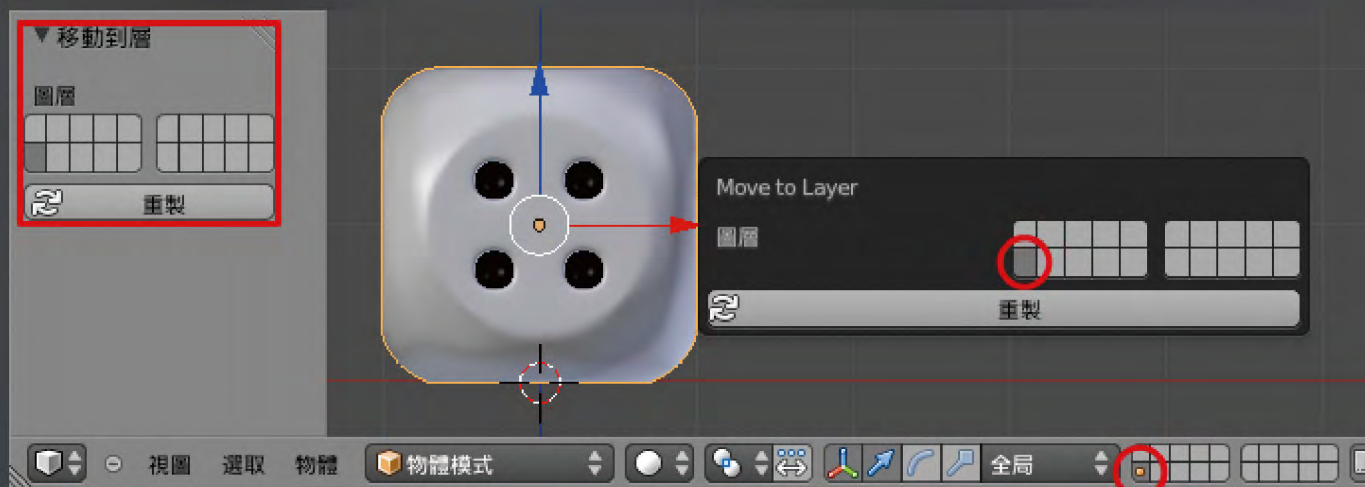 移動到層
圖層
重製
Move to Layer
圖層
重製
視圖 選取 物體 物體模式 全局